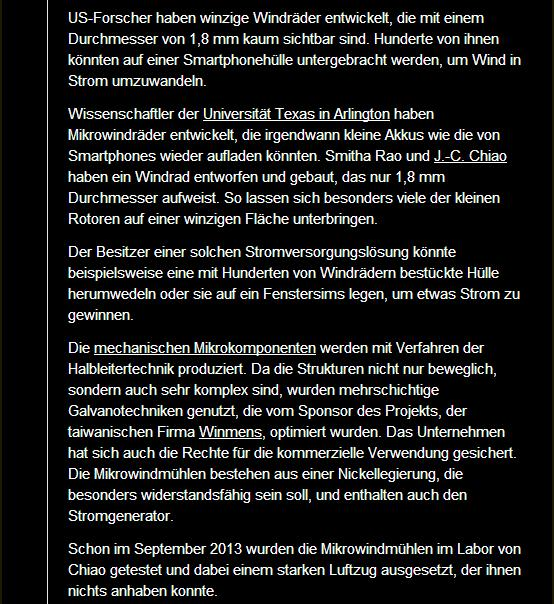 US-Forscher haben winzige Windräder entwickelt, die mit einem
Durchmesser von 1,8 mm kaum sichtbar sind. Hunderte von ihnen
könnten auf einer Smartphonehülle untergebracht werden, um Wind in
Strom umzuwandeln.
Wissenschaftler der Universität Texas in Arlington haben
Mikrowindräder entwickelt, die irgendwann kleine Akkus wie die von
Smartphones wieder aufladen könnten. Smitha Rao und J.-C. Chiao
haben ein Windrad entworfen und gebaut, das nur 1,8 mm
Durchmesser aufweist. So lassen sich besonders viele der kleinen
Rotoren auf einer winzigen Fläche unterbringen.
Der Besitzer einer solchen Stromversorgungslösung könnte
beispielsweise eine mit Hunderten von Windrädern bestückte Hülle
herumwedeln oder sie auf ein Fenstersims legen, um etwas Strom zu
gewinnen.
Die mechanischen Mikrokomponenten werden mit Verfahren der
Halbleitertechnik produziert. Da die Strukturen nicht nur beweglich,
sondern auch sehr komplex sind, wurden mehrschichtige
Galvanotechniken genutzt, die vom Sponsor des Projekts, der
taiwanischen Firma Winmens, optimiert wurden. Das Unternehmen
hat sich auch die Rechte für die kommerzielle Verwendung gesichert.
Die Mikrowindmühlen bestehen aus einer Nickellegierung, die
besonders widerstandsfähig sein soll, und enthalten auch den
Stromgenerator.
Schon im September 2013 wurden die Mikrowindmühlen im Labor von
Chiao getestet und dabei einem starken Luftzug ausgesetzt, der ihnen
nichts anhaben konnte.